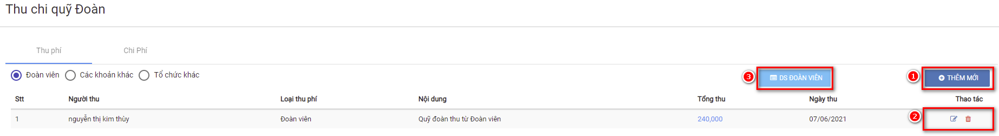 Thu chi quỹ Đoàn
Thu phí Chi Phí
Đoàn viên Các khoản khác Tổ chức khác 3 DS ĐOÀN VIÊN 1 THÊM MỚI
Stt Người thu Loại thu phí Nội dung Tổng thu Ngày thu Thao tác
1 nguyễn thị kim thùy Đoàn viên Quỹ đoàn thu từ Đoàn viên 240,000 07/06/2021 2